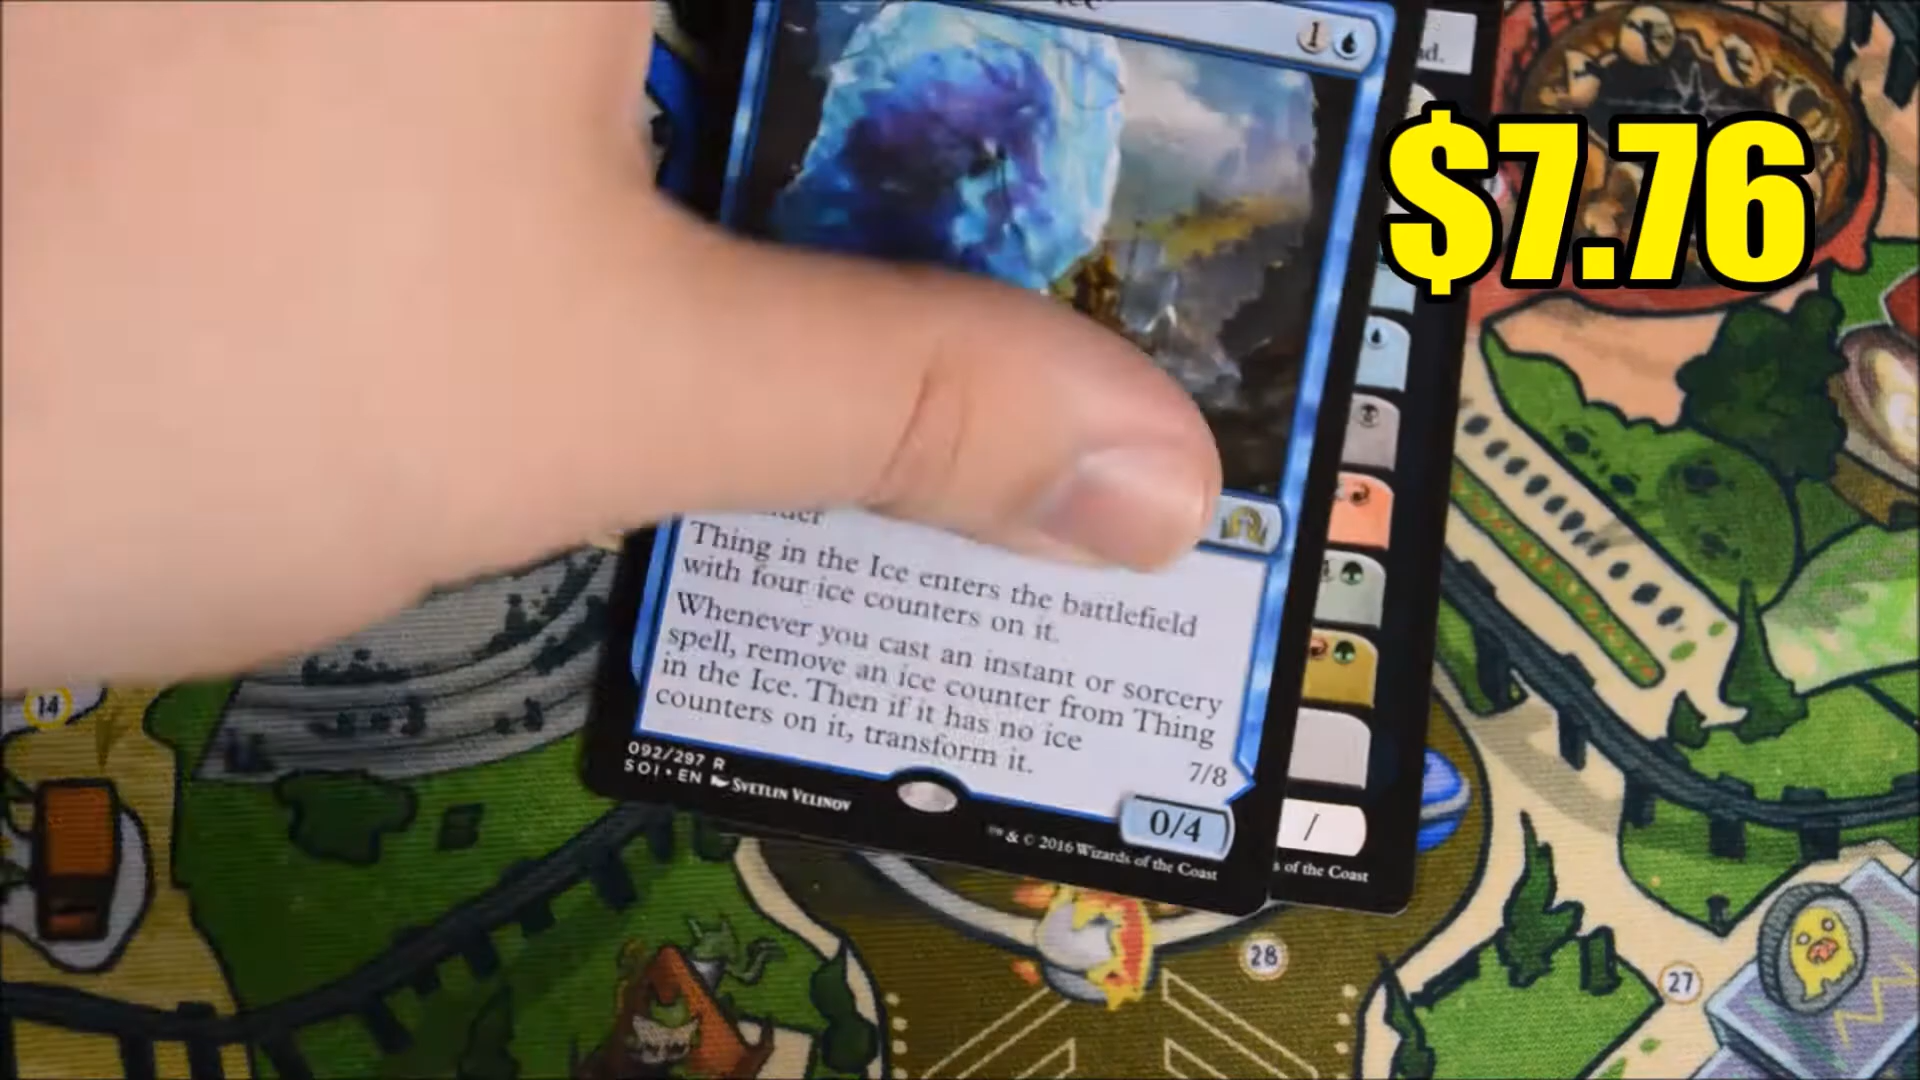 1
$7.76
Thing in the Ice enters the battlefield
with four ice counters on it.
Whenever you cast an instant or sorcery
spell, remove an ice counter from Thing
in the Ice. Then if it has no ice
counters on it, transform it.
7/8
092/297 R
SOI • EN Svetlin Velinov
0/4
™ & © 2016 Wizards of the Coast
/
s of the Coast
14
28
27